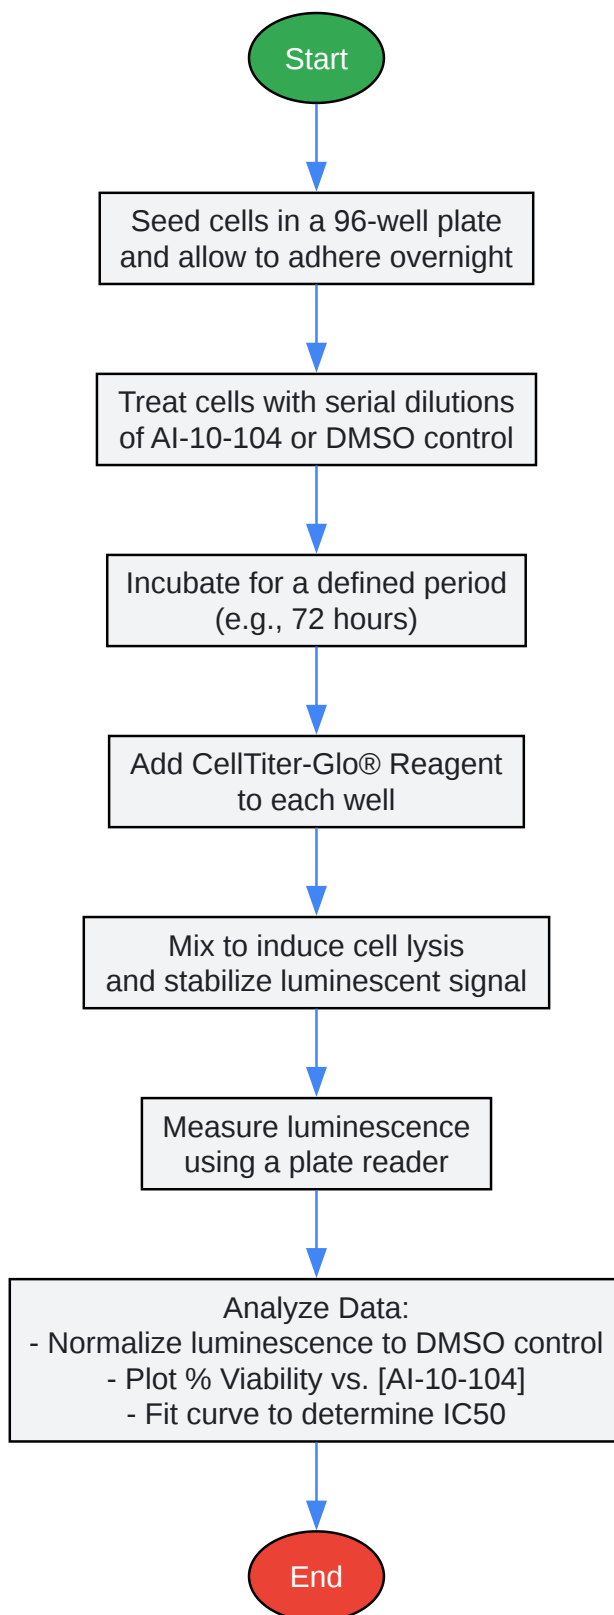 Start
Seed cells in a 96-well plate
and allow to adhere overnight
Treat cells with serial dilutions
of AI-10-104 or DMSO control
Incubate for a defined period
(e.g., 72 hours)
Add CellTiter-Glo® Reagent
to each well
Mix to induce cell lysis
and stabilize luminescent signal
Measure luminescence
using a plate reader
Analyze Data:
- Normalize luminescence to DMSO control
- Plot % Viability vs. [AI-10-104]
- Fit curve to determine IC50
End